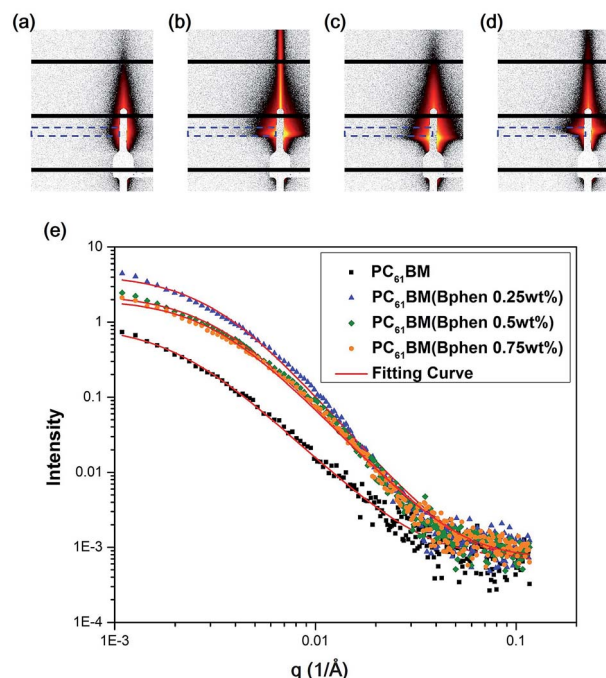 (a) (b) (c) (d)
(e)
10
1
0.1
0.01
1E-3
1E-4
Intensity
PC₆₁BM
PC₆₁BM(Bphen 0.25wt%)
PC₆₁BM(Bphen 0.5wt%)
PC₆₁BM(Bphen 0.75wt%)
Fitting Curve
1E-3 0.01 0.1
q (1/Å)